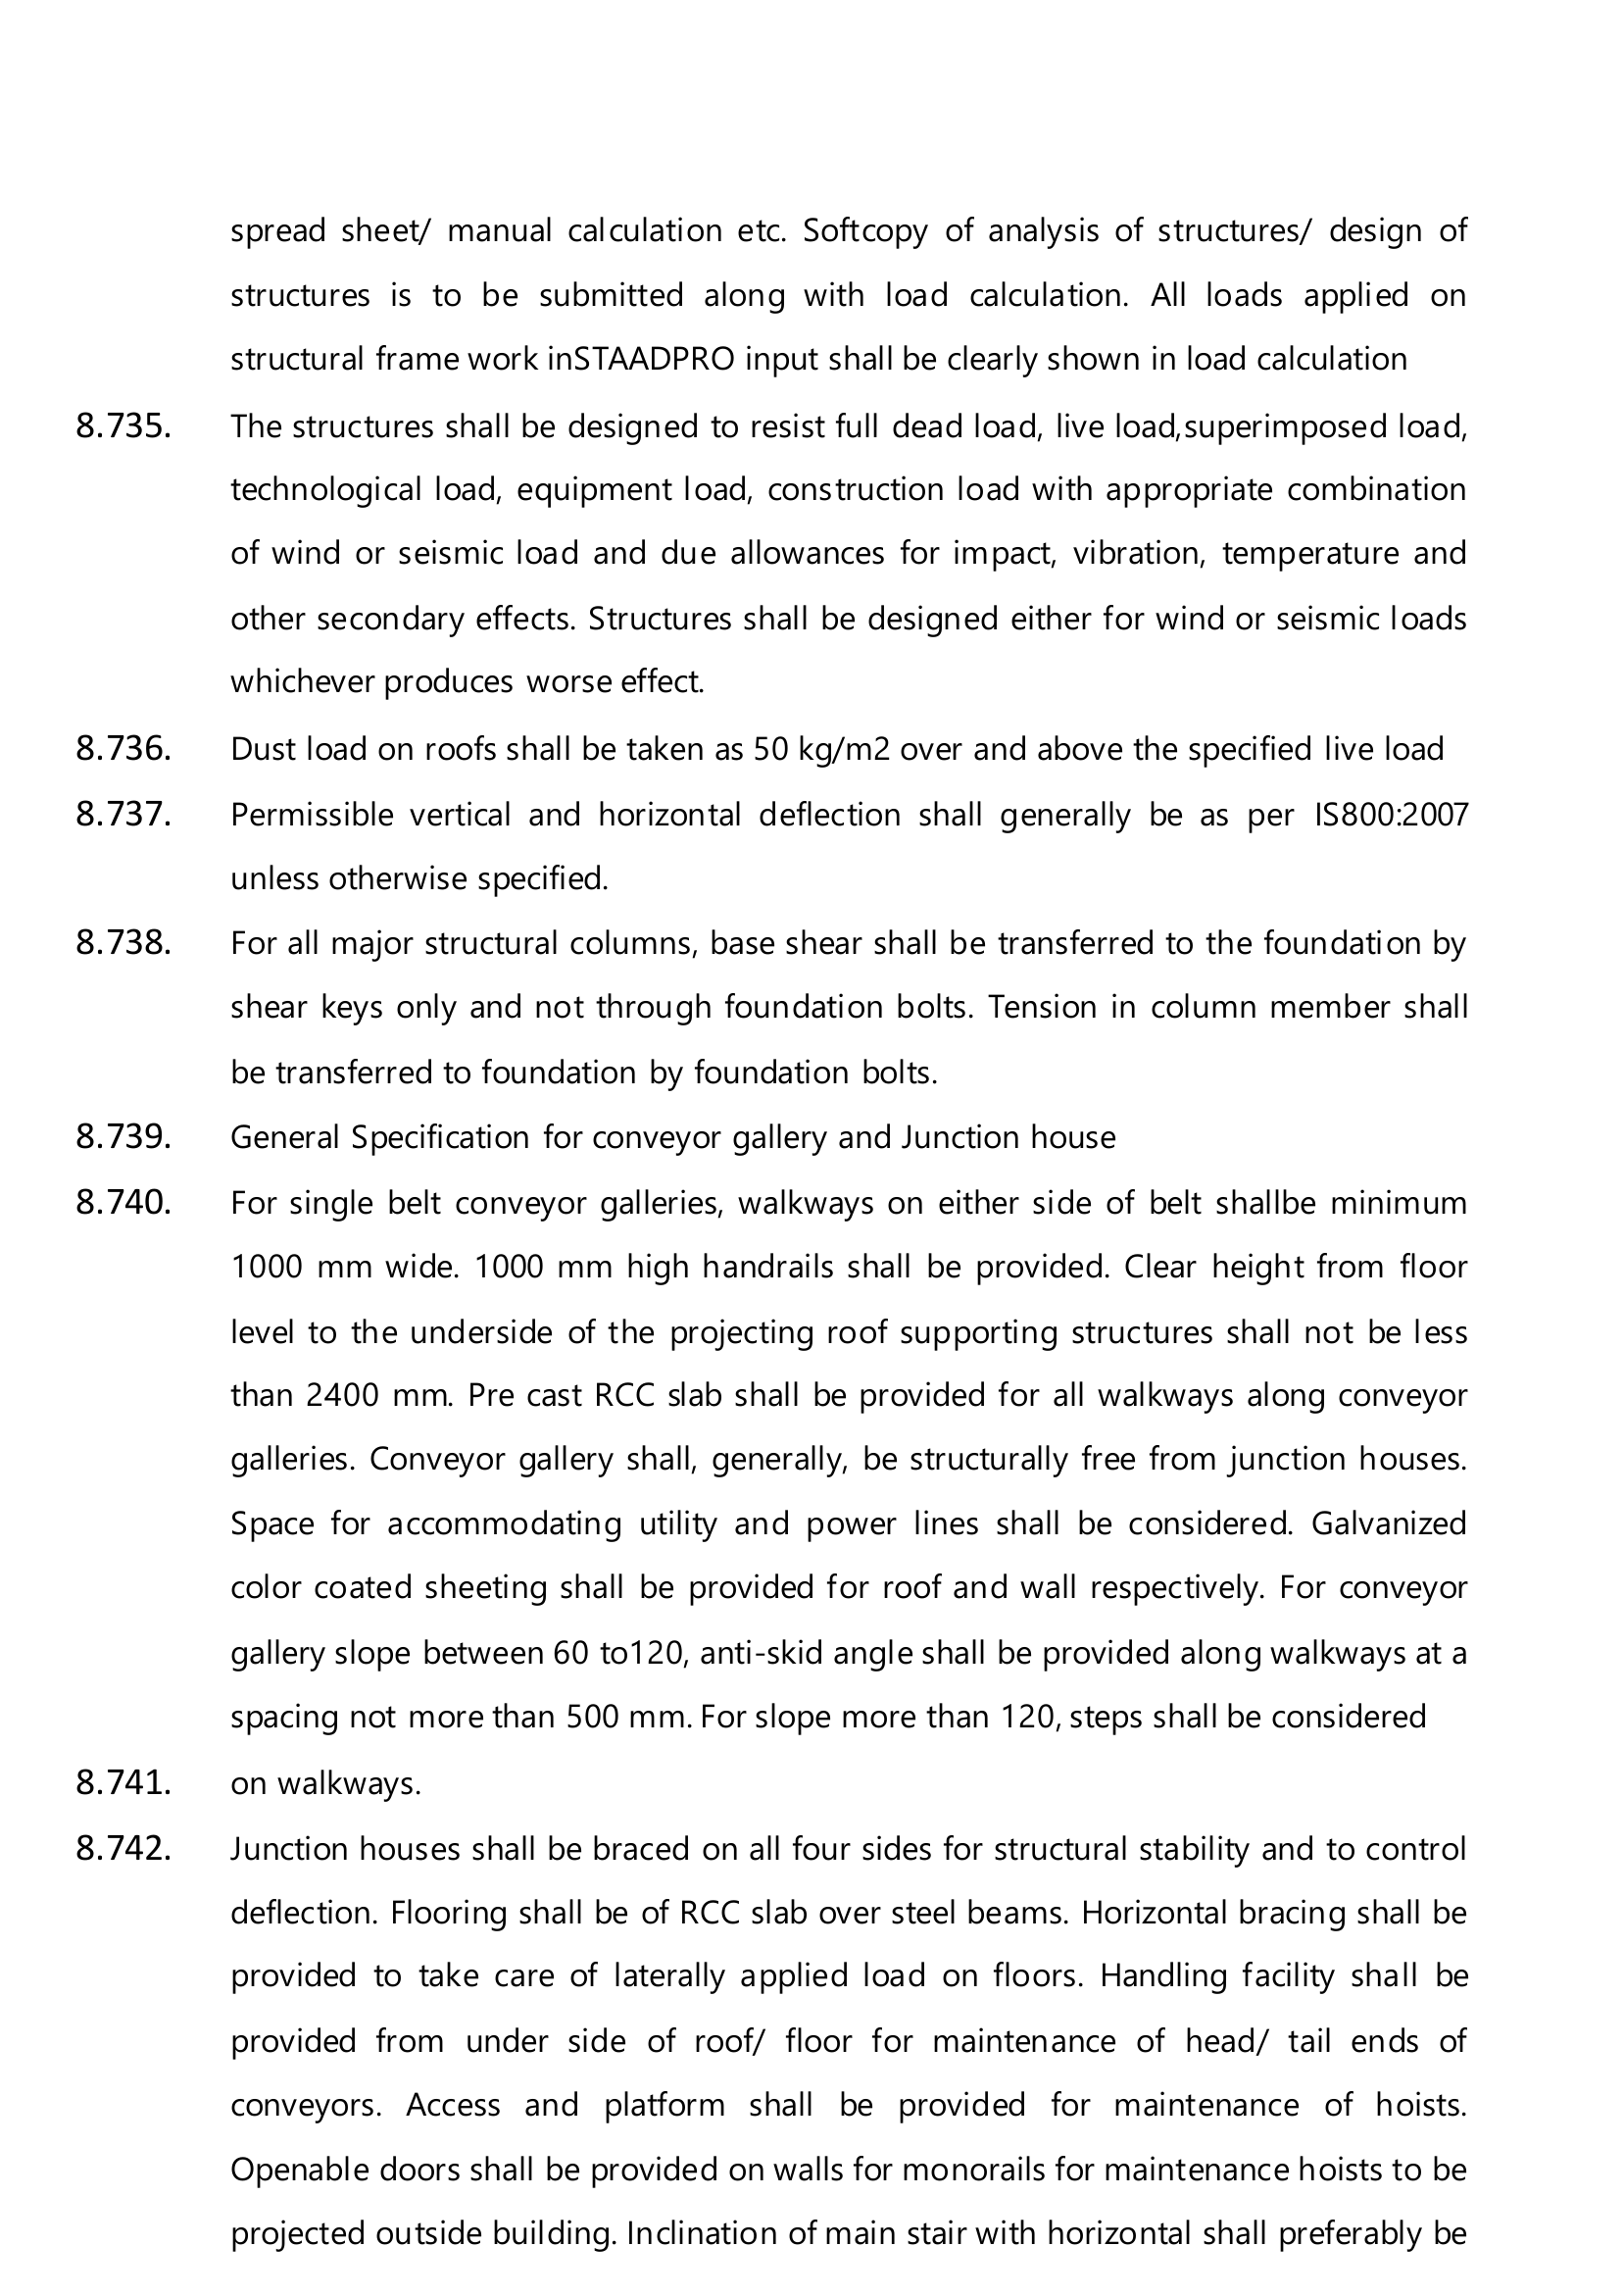 spread sheet/ manual calculation etc. Softcopy of analysis of structures/ design of
structures is to be submitted along with load calculation. All loads applied on
structural frame work inSTAADPRO input shall be clearly shown in load calculation
8.735. The structures shall be designed to resist full dead load, live load,superimposed load,
technological load, equipment load, construction load with appropriate combination
of wind or seismic load and due allowances for impact, vibration, temperature and
other secondary effects. Structures shall be designed either for wind or seismic loads
whichever produces worse effect.
8.736. Dust load on roofs shall be taken as 50 kg/m2 over and above the specified live load
8.737. Permissible vertical and horizontal deflection shall generally be as per IS800:2007
unless otherwise specified.
8.738. For all major structural columns, base shear shall be transferred to the foundation by
shear keys only and not through foundation bolts. Tension in column member shall
be transferred to foundation by foundation bolts.
8.739. General Specification for conveyor gallery and Junction house
8.740. For single belt conveyor galleries, walkways on either side of belt shallbe minimum
1000 mm wide. 1000 mm high handrails shall be provided. Clear height from floor
level to the underside of the projecting roof supporting structures shall not be less
than 2400 mm. Pre cast RCC slab shall be provided for all walkways along conveyor
galleries. Conveyor gallery shall, generally, be structurally free from junction houses.
Space for accommodating utility and power lines shall be considered. Galvanized
color coated sheeting shall be provided for roof and wall respectively. For conveyor
gallery slope between 60 to120, anti-skid angle shall be provided along walkways at a
spacing not more than 500 mm. For slope more than 120, steps shall be considered
8.741. on walkways.
8.742. Junction houses shall be braced on all four sides for structural stability and to control
deflection. Flooring shall be of RCC slab over steel beams. Horizontal bracing shall be
provided to take care of laterally applied load on floors. Handling facility shall be
provided from under side of roof/ floor for maintenance of head/ tail ends of
conveyors. Access and platform shall be provided for maintenance of hoists.
Openable doors shall be provided on walls for monorails for maintenance hoists to be
projected outside building. Inclination of main stair with horizontal shall preferably be